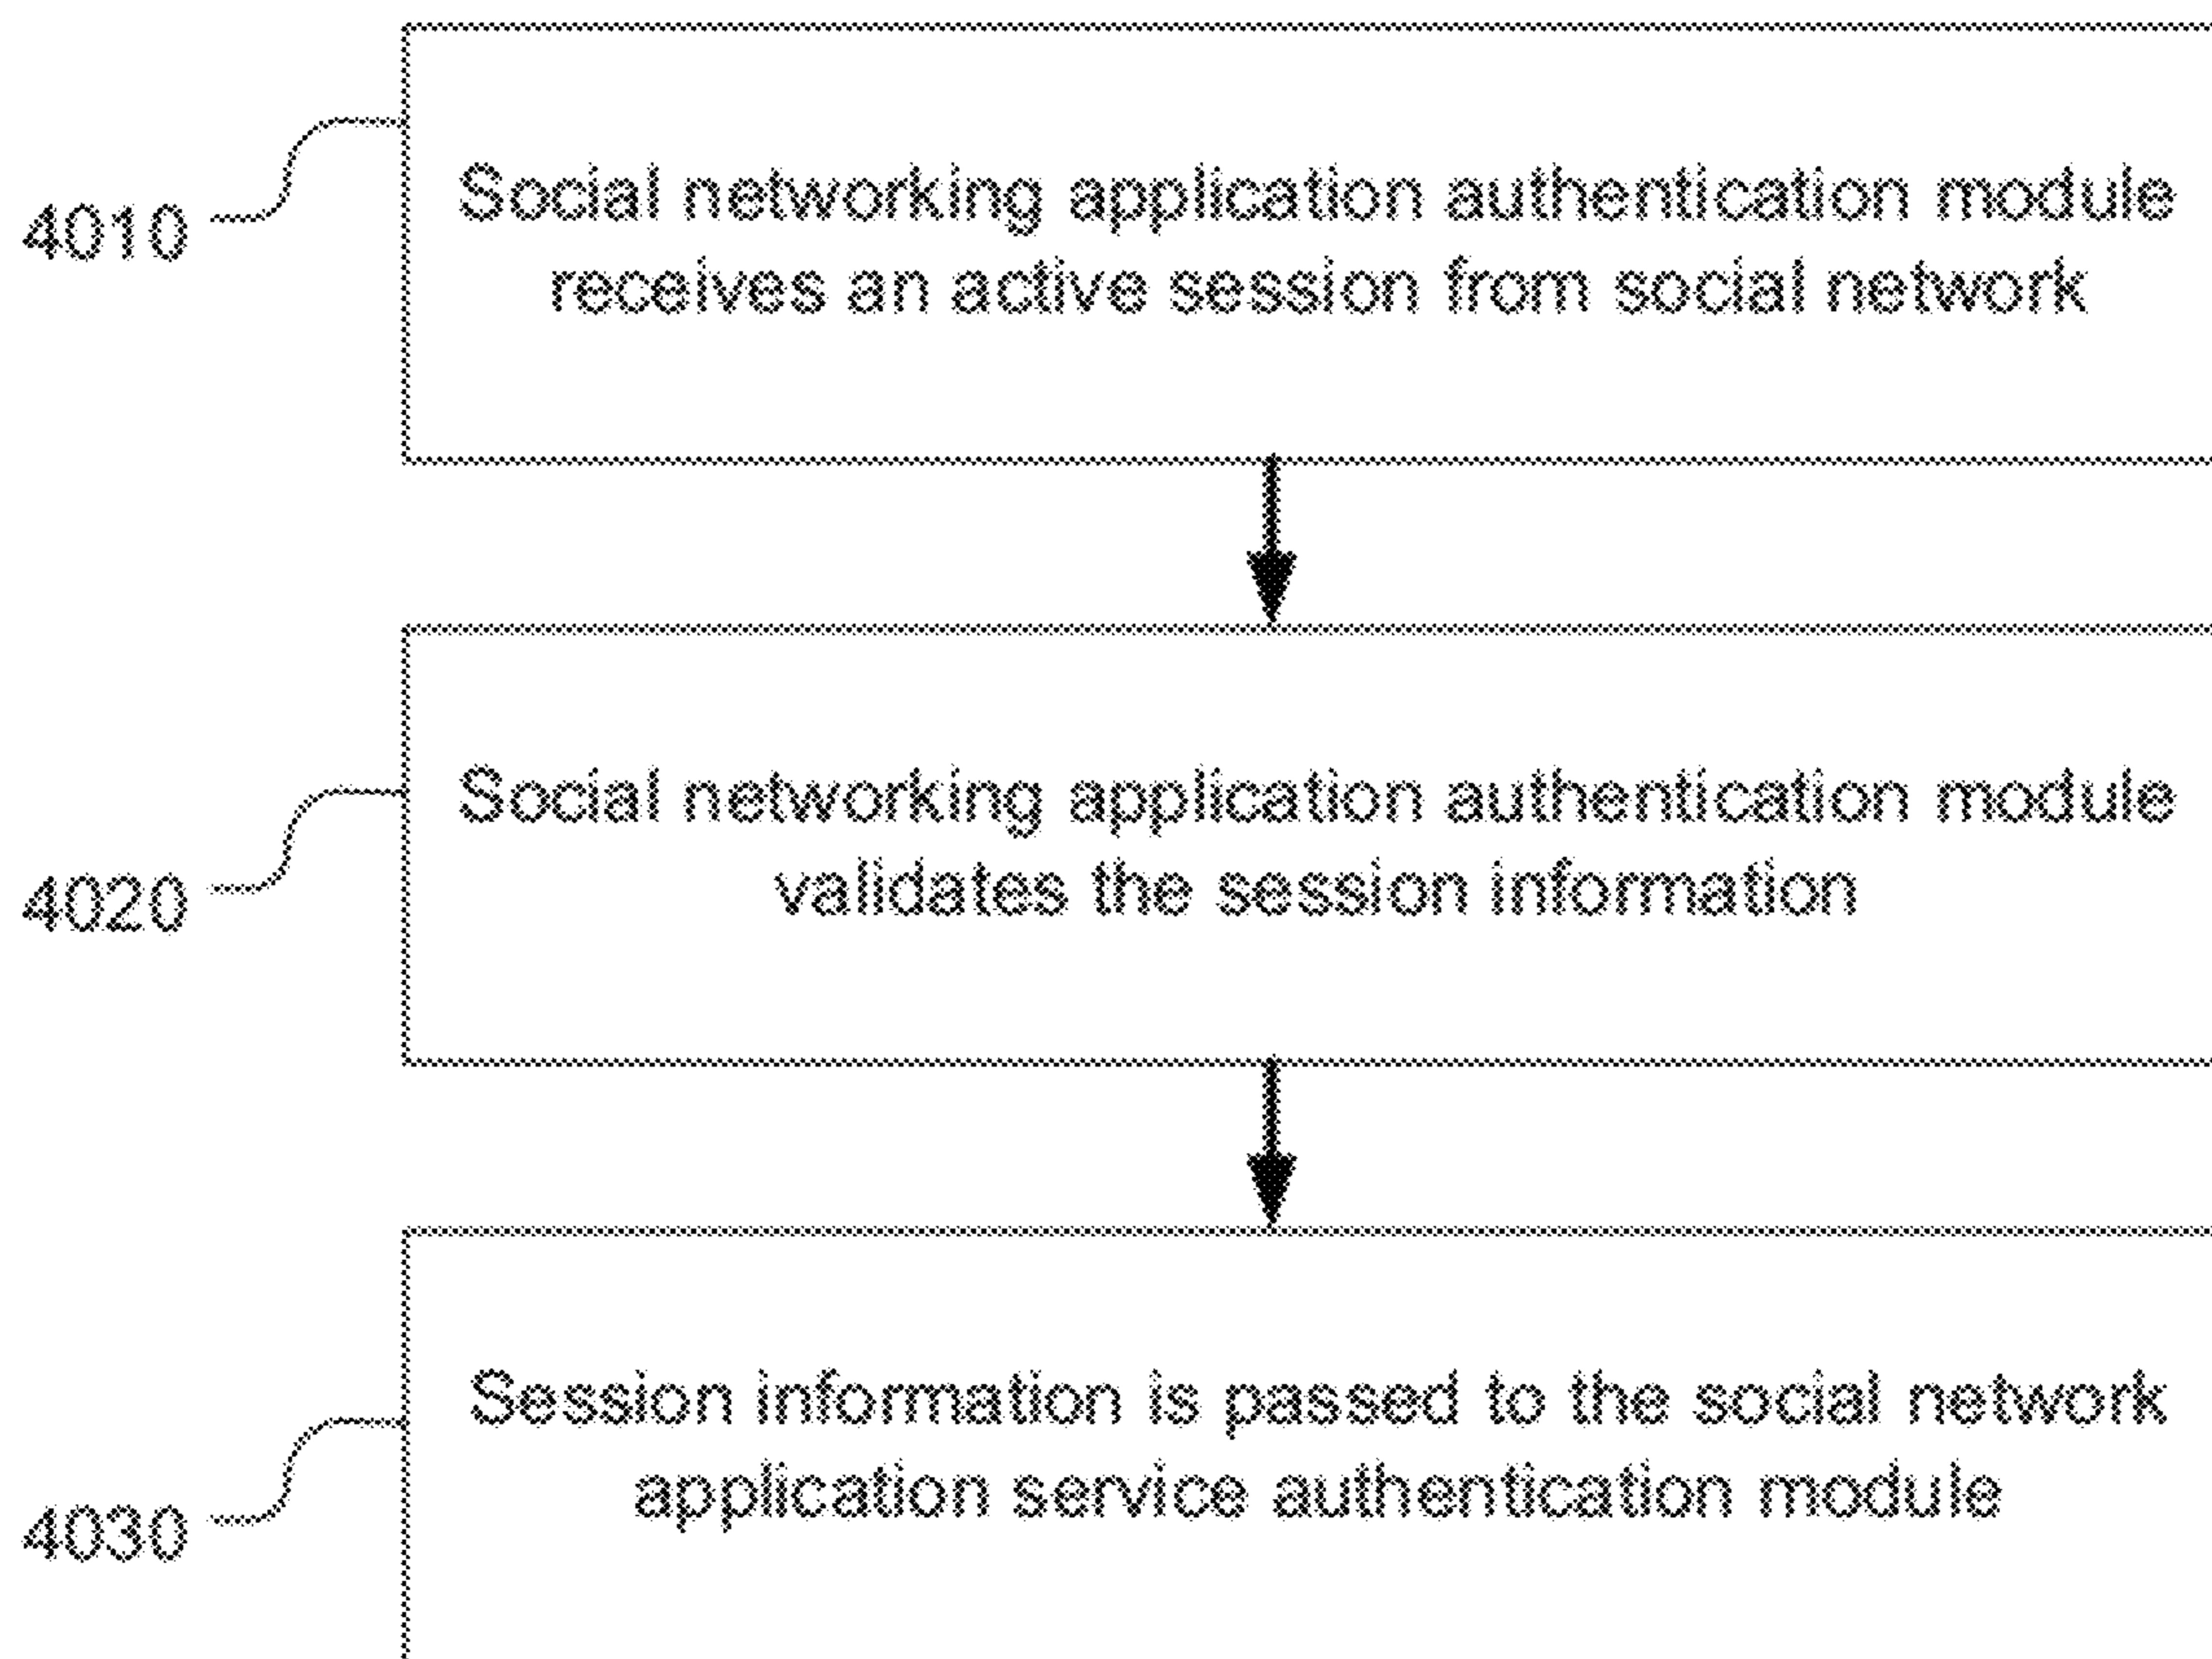 4010
Social networking application authentication module
receives an active session from social network
4020
Social networking application authentication module
validates the session information
4030
Session information is passed to the social network
application service authentication module